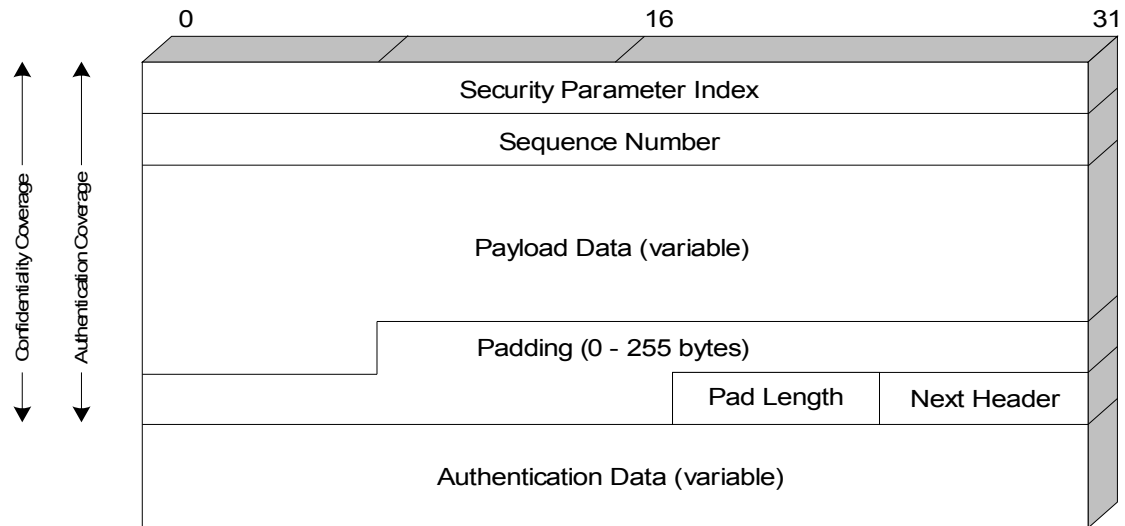 0 16 31
Security Parameter Index
Sequence Number
Payload Data (variable)
Padding (0 - 255 bytes)
Pad Length Next Header
Authentication Data (variable)
Confidentiality Coverage
Authentication Coverage